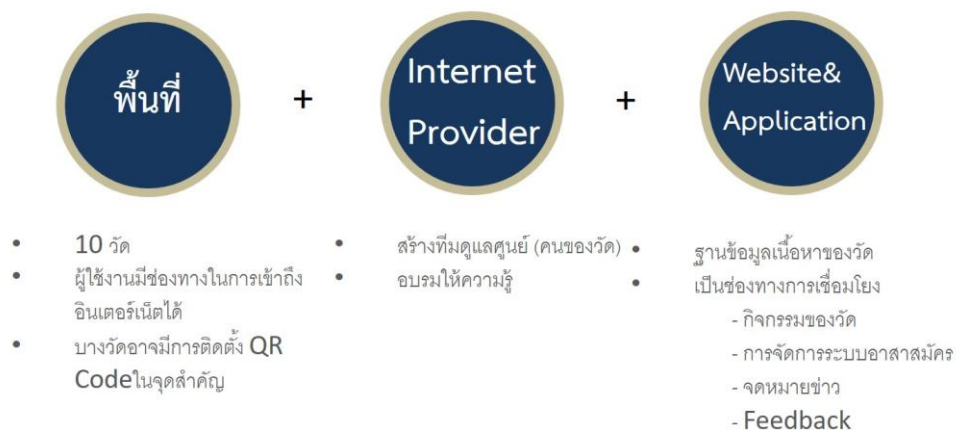 พื้นที่
+
Internet
Provider
+
Website&
Application
• 10 วัด
• ผู้ใช้งานมีช่องทางในการเข้าถึง
อินเตอร์เน็ตได้
• บางวัดอาจมีการติดตั้ง QR
Codeในจุดสำคัญ
• สร้างทีมดูแลศูนย์ (คนของวัด)
• อบรมให้ความรู้
• ฐานข้อมูลเนื้อหาของวัด
• เป็นช่องทางการเชื่อมโยง
- กิจกรรมของวัด
- การจัดการระบบอาสาสมัคร
- จดหมายข่าว
- Feedback